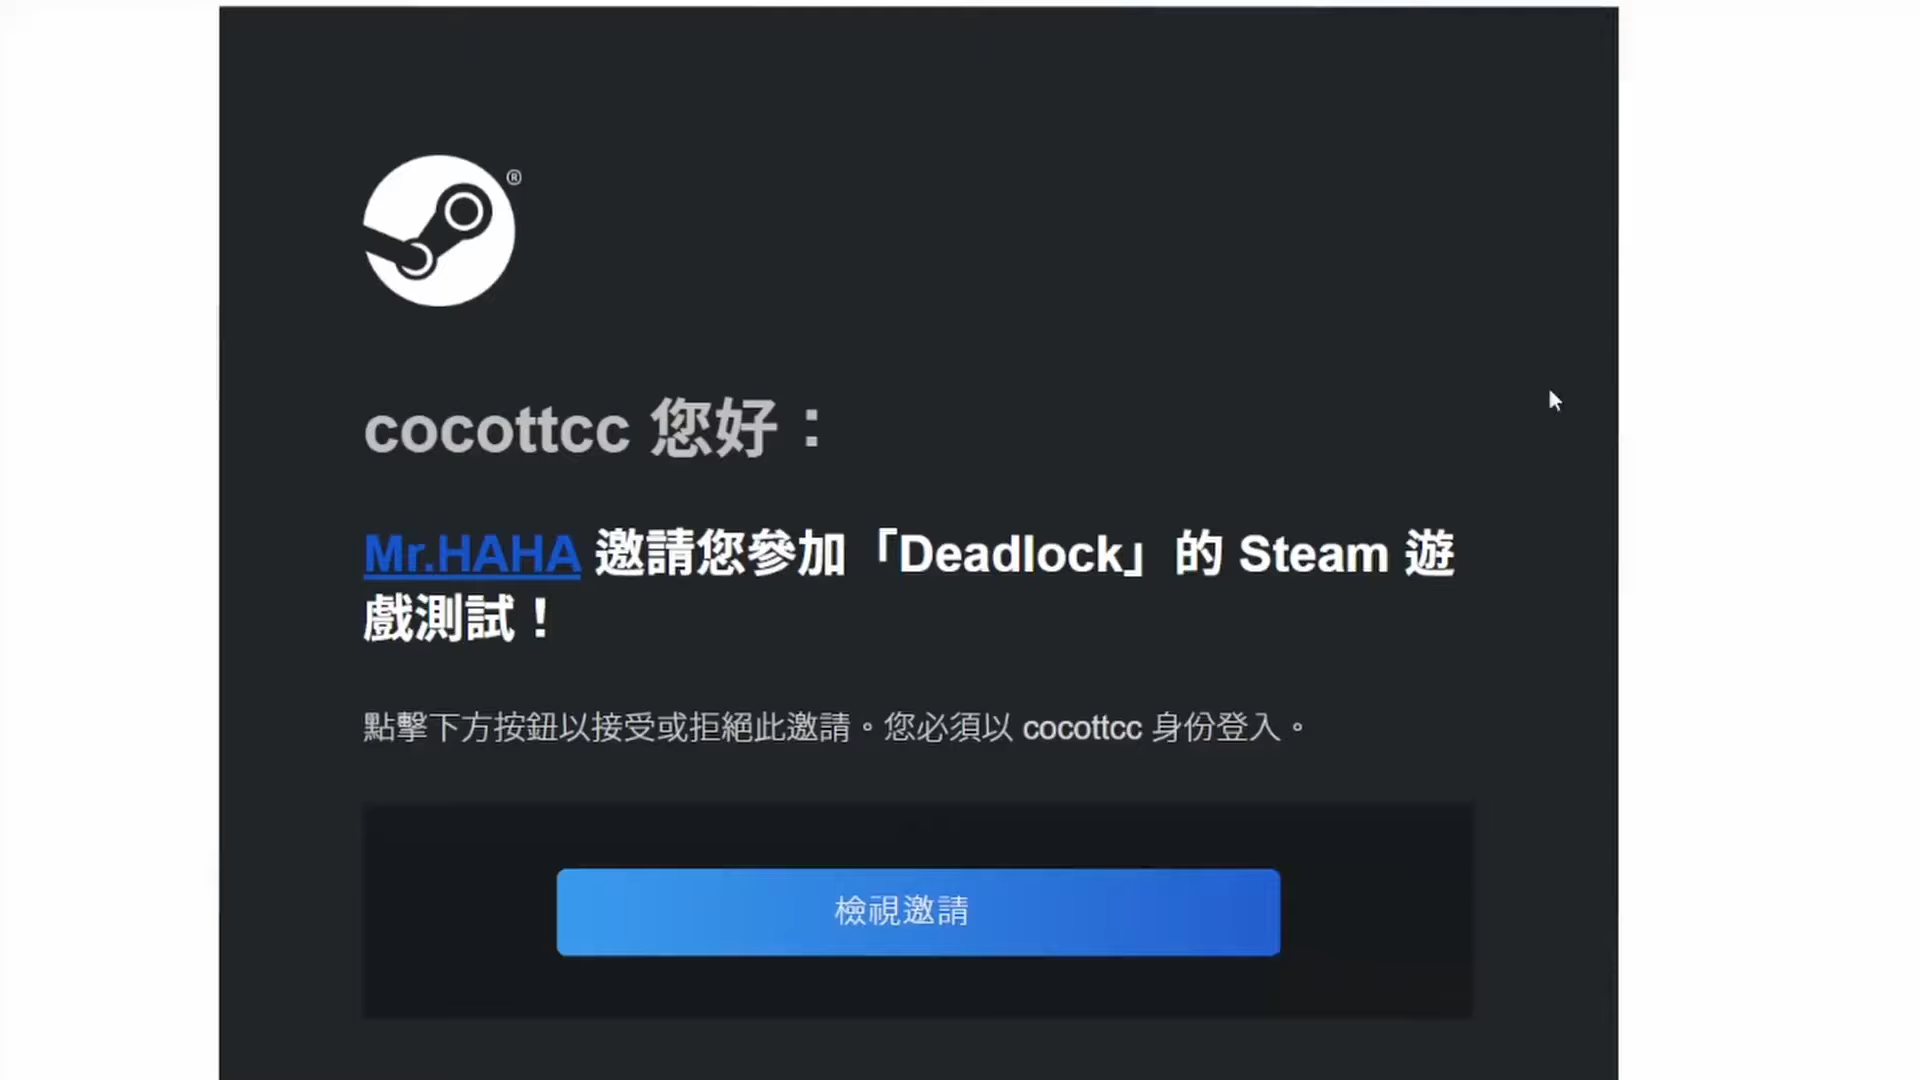 ®
cocottcc 您好：
Mr.HAHA 邀請您參加「Deadlock」的 Steam 遊
戲測試！
點擊下方按鈕以接受或拒絕此邀請。您必須以 cocottcc 身份登入。
檢視邀請